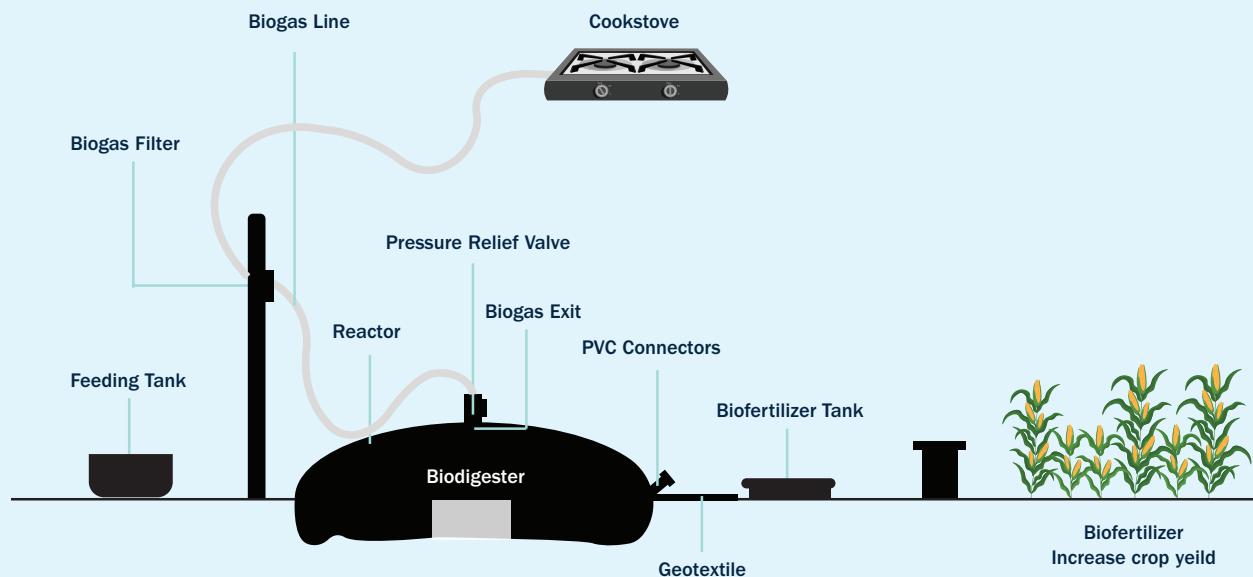 Biogas Line
Cookstove
Biogas Filter
Pressure Relief Valve
Biogas Exit
Reactor
PVC Connectors
Feeding Tank
Biofertilizer Tank
Biodigester
Biofertilizer
Increase crop yeild
Geotextile